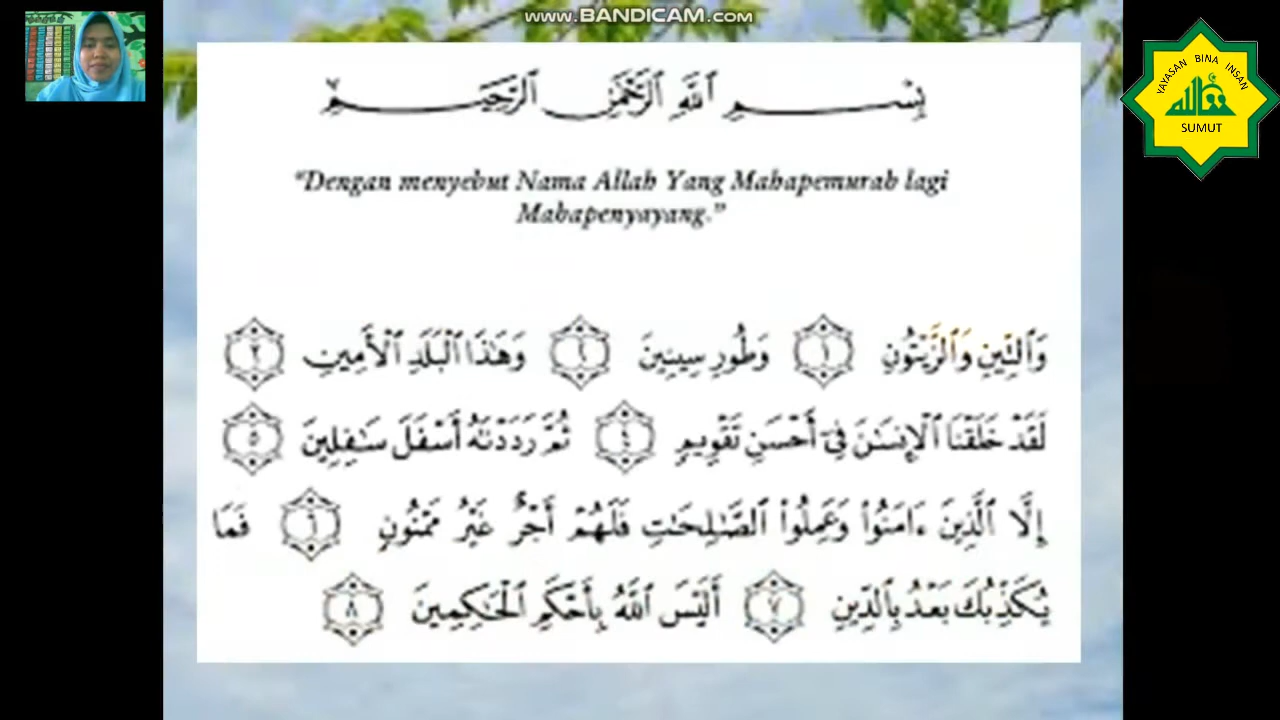 www.BANDICAM.com
YAYASAN BINA INSAN
SUMUT
بِسْمِ ٱللَّهِ ٱلرَّحْمَٰنِ ٱلرَّحِيمِ
“Dengan menyebut Nama Allah Yang Mahapemurah lagi
Mahapenyayang.”
وَٱلتِّينِ وَٱلزَّيْتُونِ ١ وَطُورِ سِينِينَ ٤ وَهَٰذَا ٱلْبَلَدِ ٱلْأَمِينِ ٢
لَقَدْ خَلَقْنَا ٱلْإِنسَٰنَ فِىٓ أَحْسَنِ تَقْوِيمٍ ٤ ثُمَّ رَدَدْنَٰهُ أَسْفَلَ سَٰفِلِينَ ٥
إِلَّا ٱلَّذِينَ ءَامَنُوا۟ وَعَمِلُوا۟ ٱلصَّٰلِحَٰتِ فَلَهُمْ أَجْرٌ غَيْرُ مَمْنُونٍ ٦ فَمَا
يُكَذِّبُكَ بَعْدُ بِٱلدِّينِ ٧ أَلَيْسَ ٱللَّهُ بِأَحْكَمِ ٱلْحَٰكِمِينَ ٨